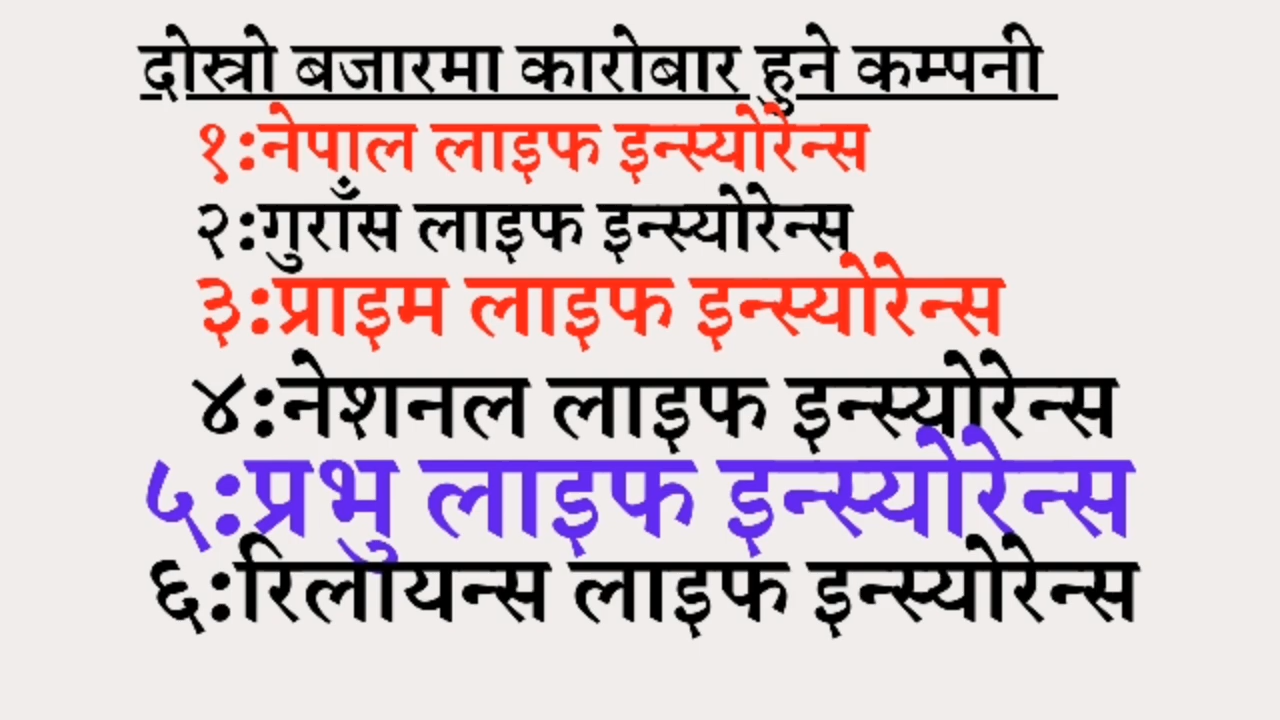 दोस्रो बजारमा कारोबार हुने कम्पनी
१:नेपाल लाइफ इन्स्योरेन्स
२:गुराँस लाइफ इन्स्योरेन्स
३:प्राइम लाइफ इन्स्योरेन्स
४:नेशनल लाइफ इन्स्योरेन्स
५:प्रभु लाइफ इन्स्योरेन्स
६:रिलायन्स लाइफ इन्स्योरेन्स